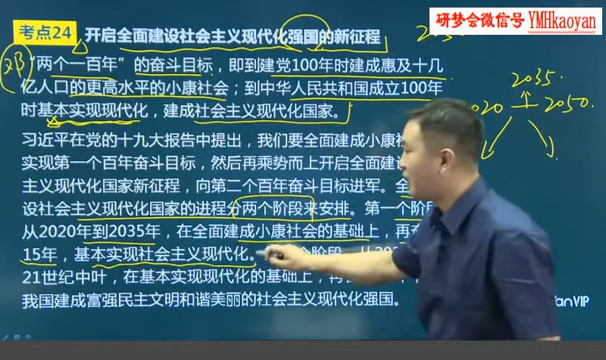 研梦会微信号 YMHkaoyan
考点24 开启全面建设社会主义现代化强国的新征程
203
对
“两个一百年”的奋斗目标，即到建党100年时建成惠及十几
亿人口的更高水平的小康社会；到中华人民共和国成立100年
时基本实现现代化，建成社会主义现代化国家。
2035.
2020
2050.
习近平在党的十九大报告中提出，我们要全面建成小康社
实现第一个百年奋斗目标，然后再乘势而上开启全面建设
主义现代化国家新征程，向第二个百年奋斗目标进军。全
设社会主义现代化国家的进程分两个阶段来安排。第一个阶段
从2020年到2035年，在全面建成小康社会的基础上，再奋
15年，基本实现社会主义现代化。
21世纪中叶，在基本实现现代化的基础上，再
我国建成富强民主文明和谐美丽的社会主义现代化强国。
anVIP